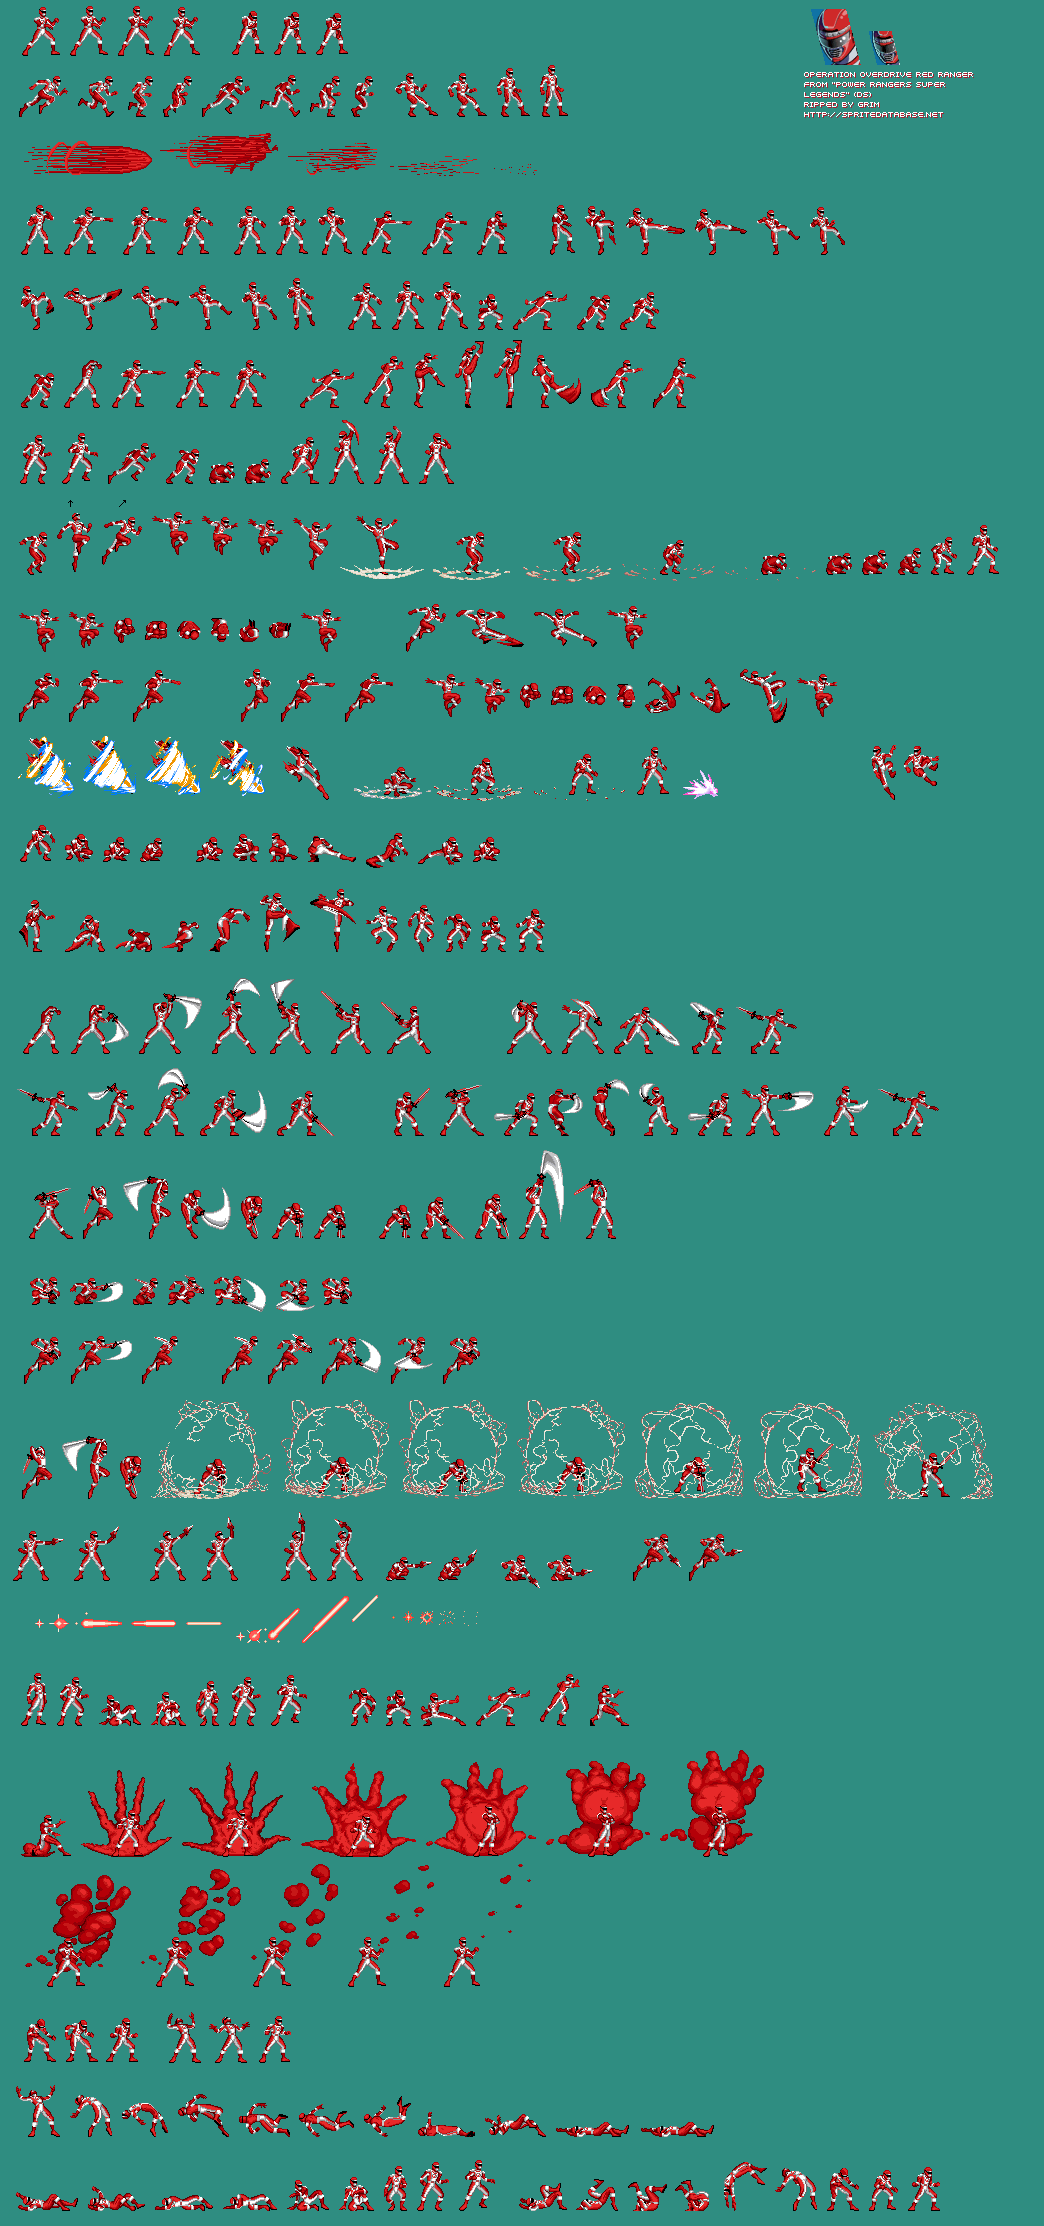 OPERATION OVERDRIVE RED RANGER
FROM "POWER RANGERS SUPER
LEGENDS" (DS)
RIPPED BY GRIM
HTTP://SPRITEDATABASE.NET